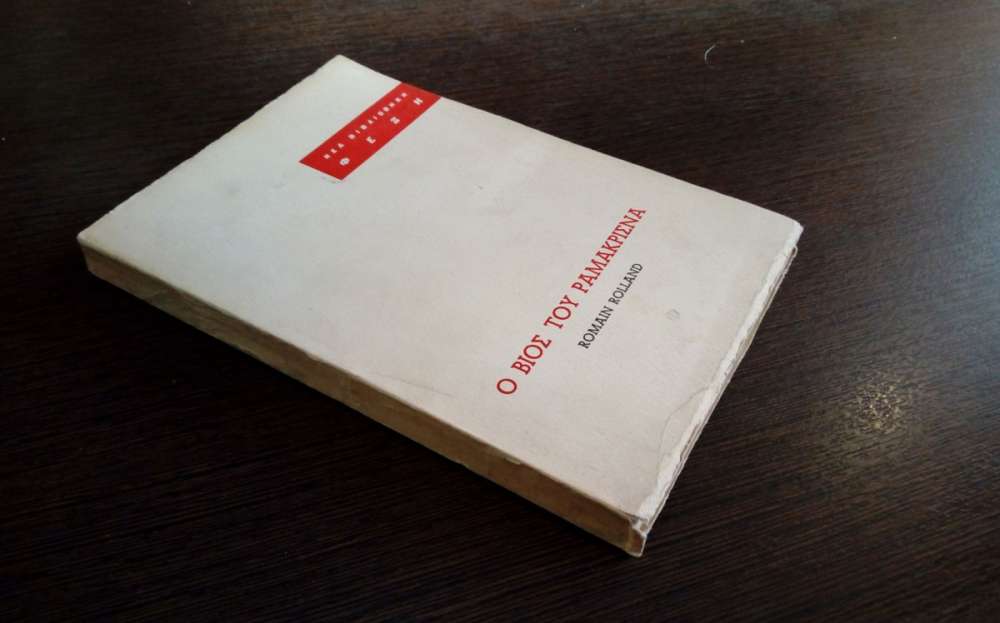 ΝΕΑ ΒΙΒΛΙΟΘΗΚΗ
ΦΕΞΗ
Ο ΒΙΟΣ ΤΟΥ ΡΑΜΑΚΡΙΣΝΑ
ROMAIN ROLLAND